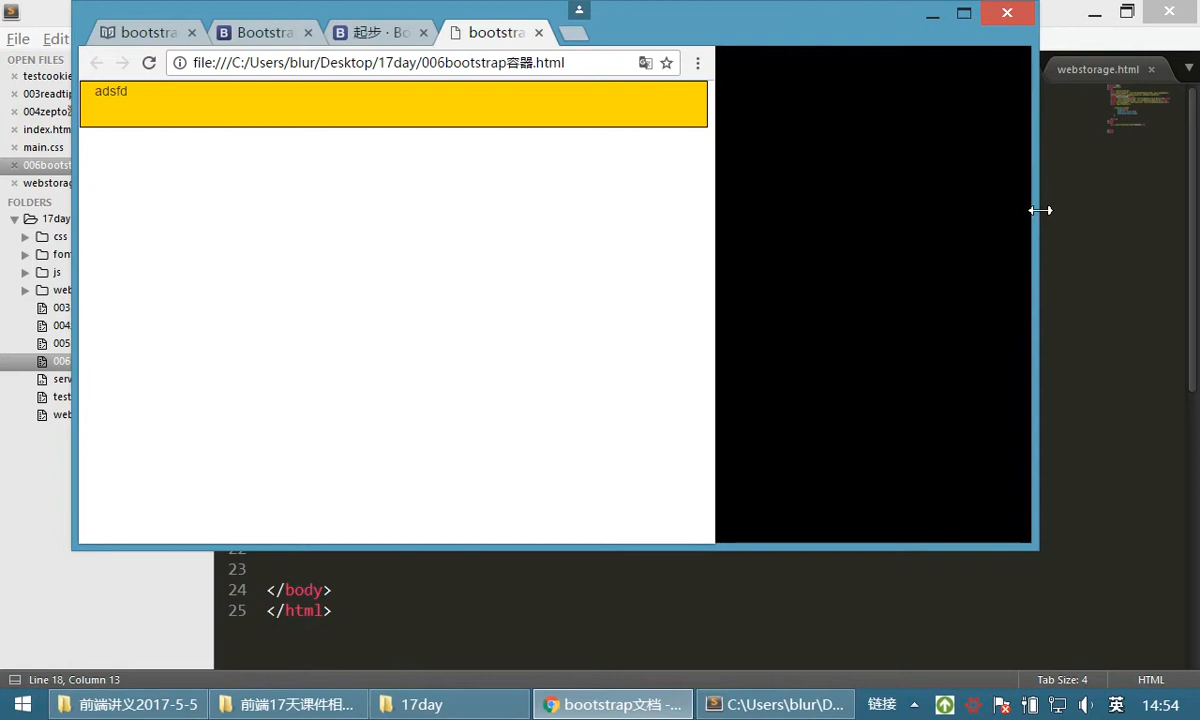 bootstra
Bootstra
起步 · Bo
bootstra
file:///C:/Users/blur/Desktop/17day/006bootstrap容器.html
adsfd
File Edit
OPEN FILES
testcookie
003readtip
004zepto
index.htm
main.css
006bootst
webstorag
FOLDERS
17day
css
fon
js
web
003
004
005
006
serv
test
web
webstorage.html
22
23
24 </body>
25 </html>
Line 18, Column 13
Tab Size: 4
HTML
前端讲义2017-5-5
前端17天课件相...
17day
bootstrap文档 -...
C:\Users\blur\D...
链接
英
14:54